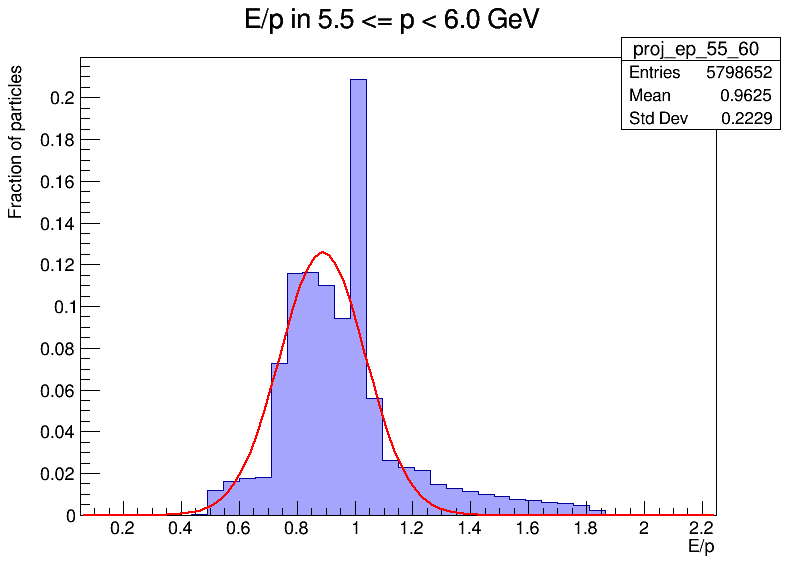 E/p in 5.5 <= p < 6.0 GeV
proj_ep_55_60
Entries 5798652
Mean 0.9625
Std Dev 0.2229
Fraction of particles
0.2
0.18
0.16
0.14
0.12
0.1
0.08
0.06
0.04
0.02
0
0.2 0.4 0.6 0.8 1 1.2 1.4 1.6 1.8 2 2.2
E/p